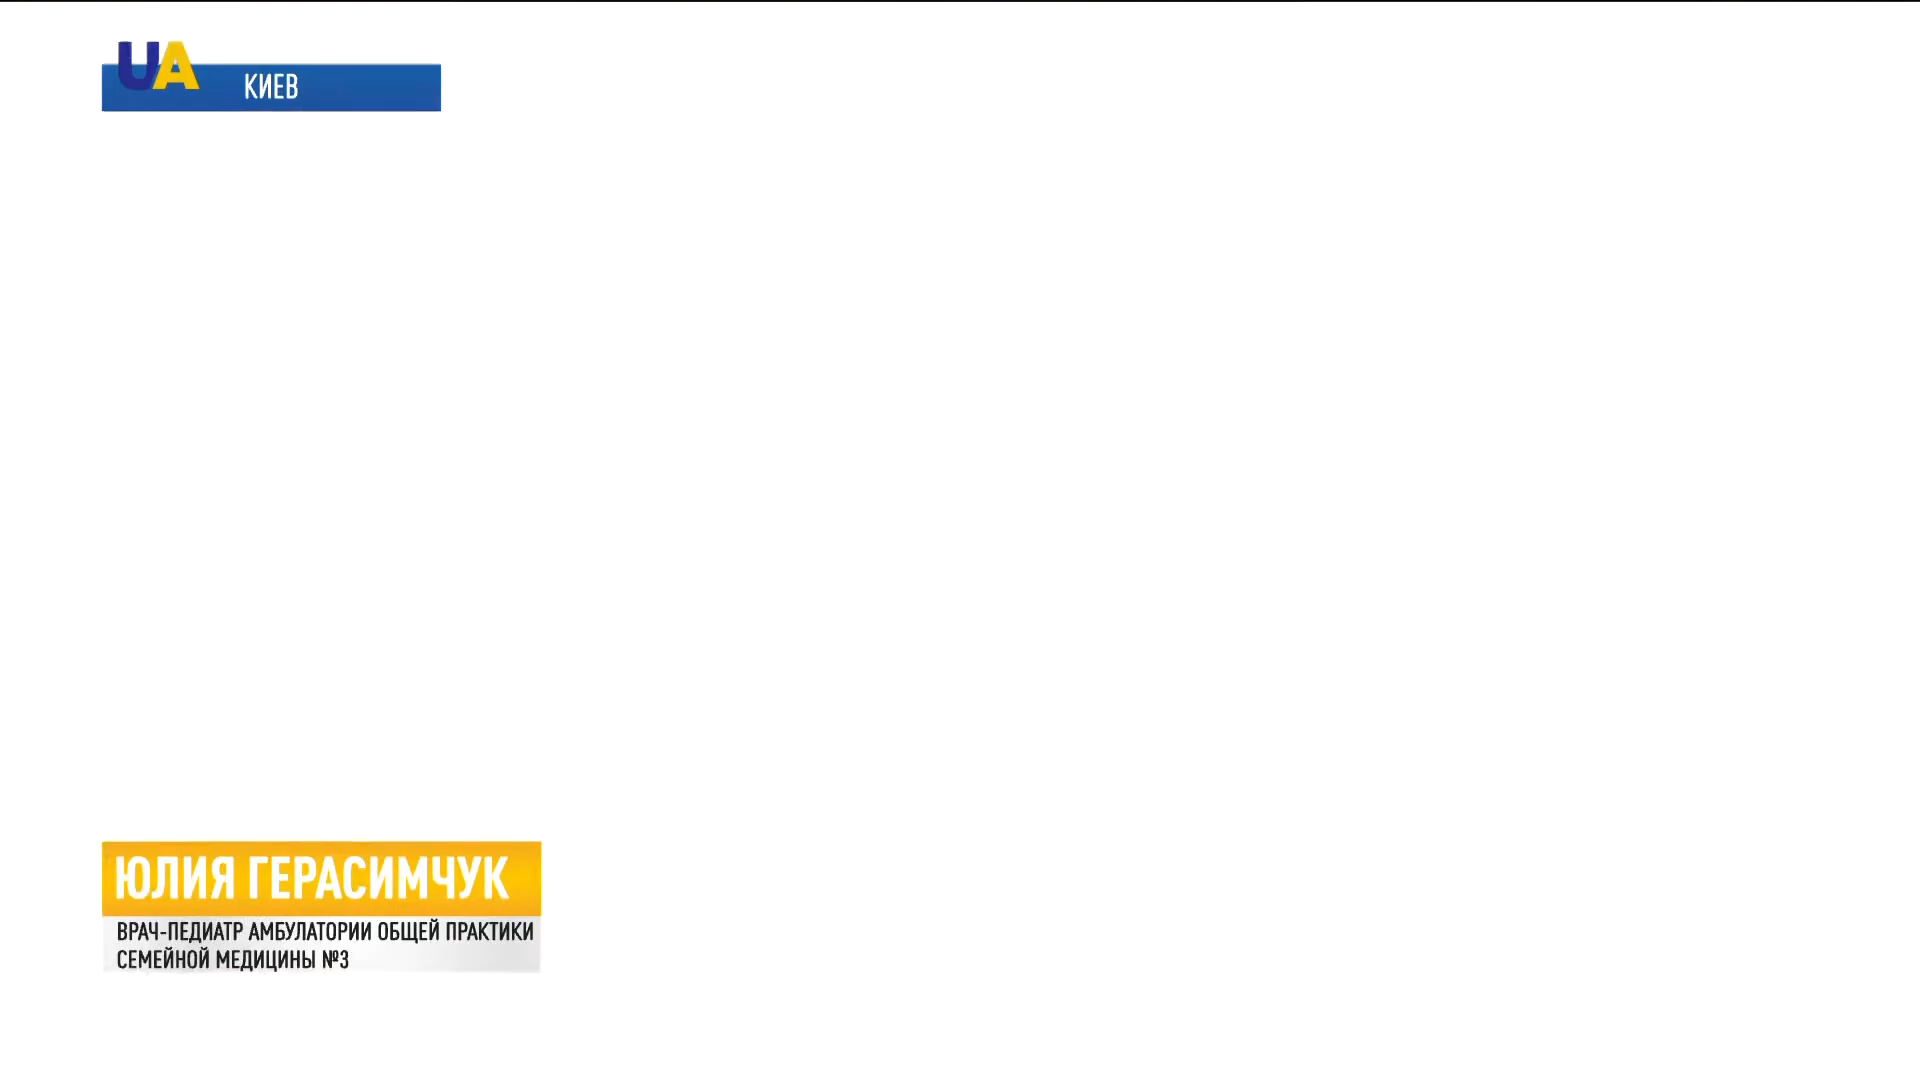 UA
КИЕВ
ЮЛИЯ ГЕРАСИМЧУК
ВРАЧ-ПЕДИАТР АМБУЛАТОРИИ ОБЩЕЙ ПРАКТИКИ
СЕМЕЙНОЙ МЕДИЦИНЫ №3